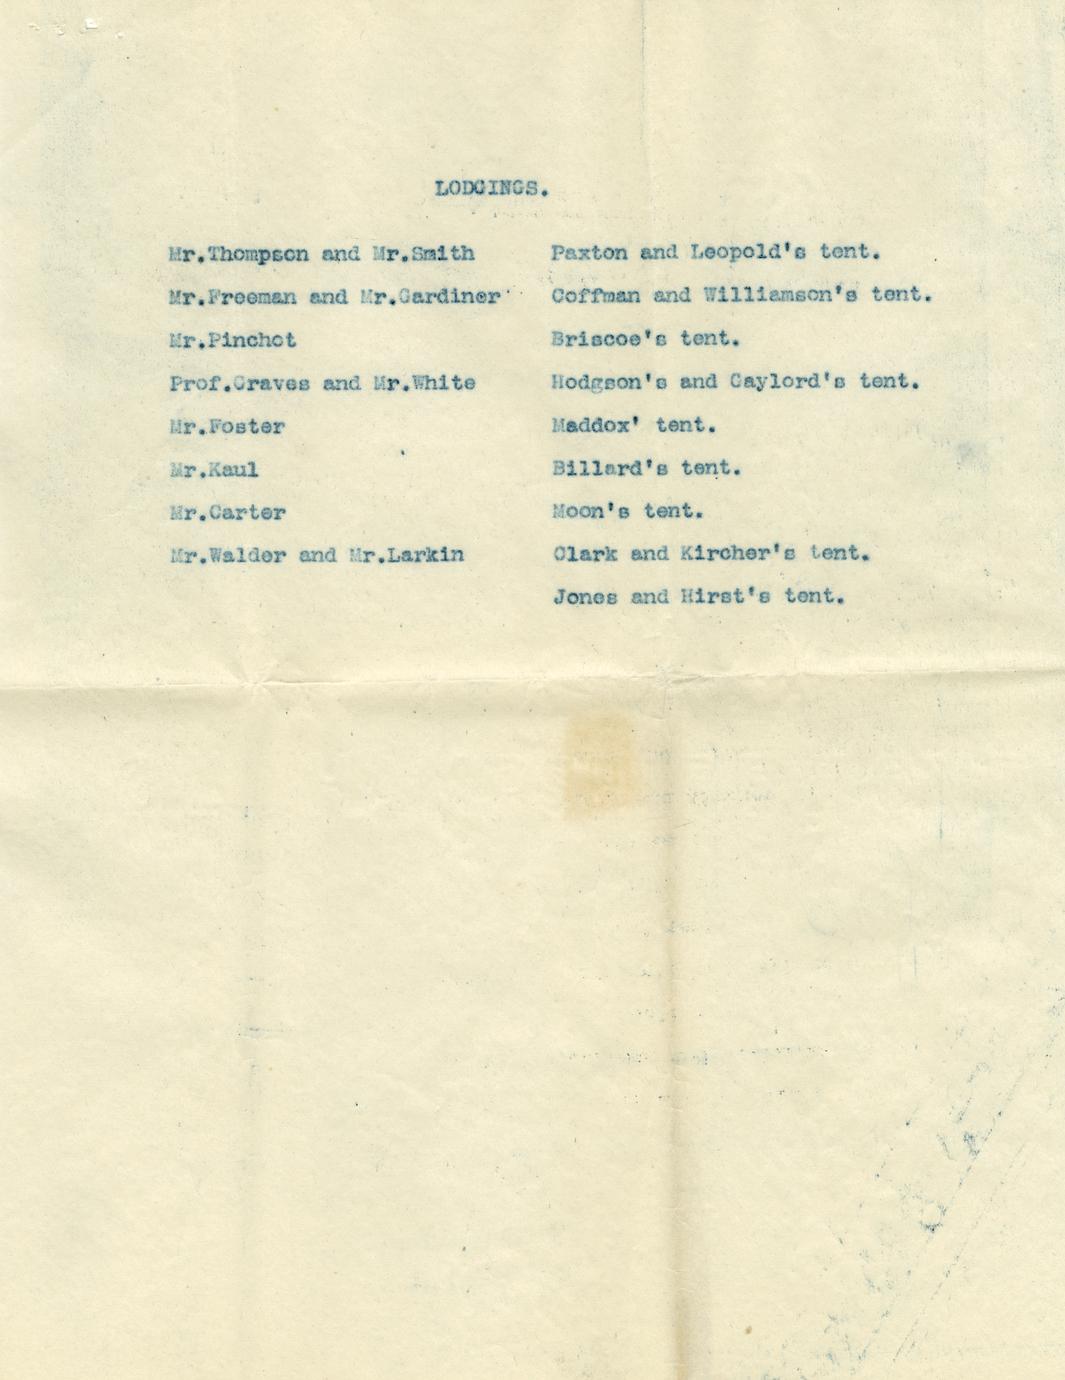 LODGINGS.
Mr.Thompson and Mr.Smith Paxton and Leopold's tent.
Mr.Freeman and Mr.Gardiner Coffman and Williamson's tent.
Mr.Pinchot Briscoe's tent.
Prof.Graves and Mr.White Hodgson's and Gaylord's tent.
Mr.Foster Maddox' tent.
Mr.Kaul Billard's tent.
Mr.Carter Moon's tent.
Mr.Walder and Mr.Larkin Clark and Kircher's tent.
Jones and Hirst's tent.